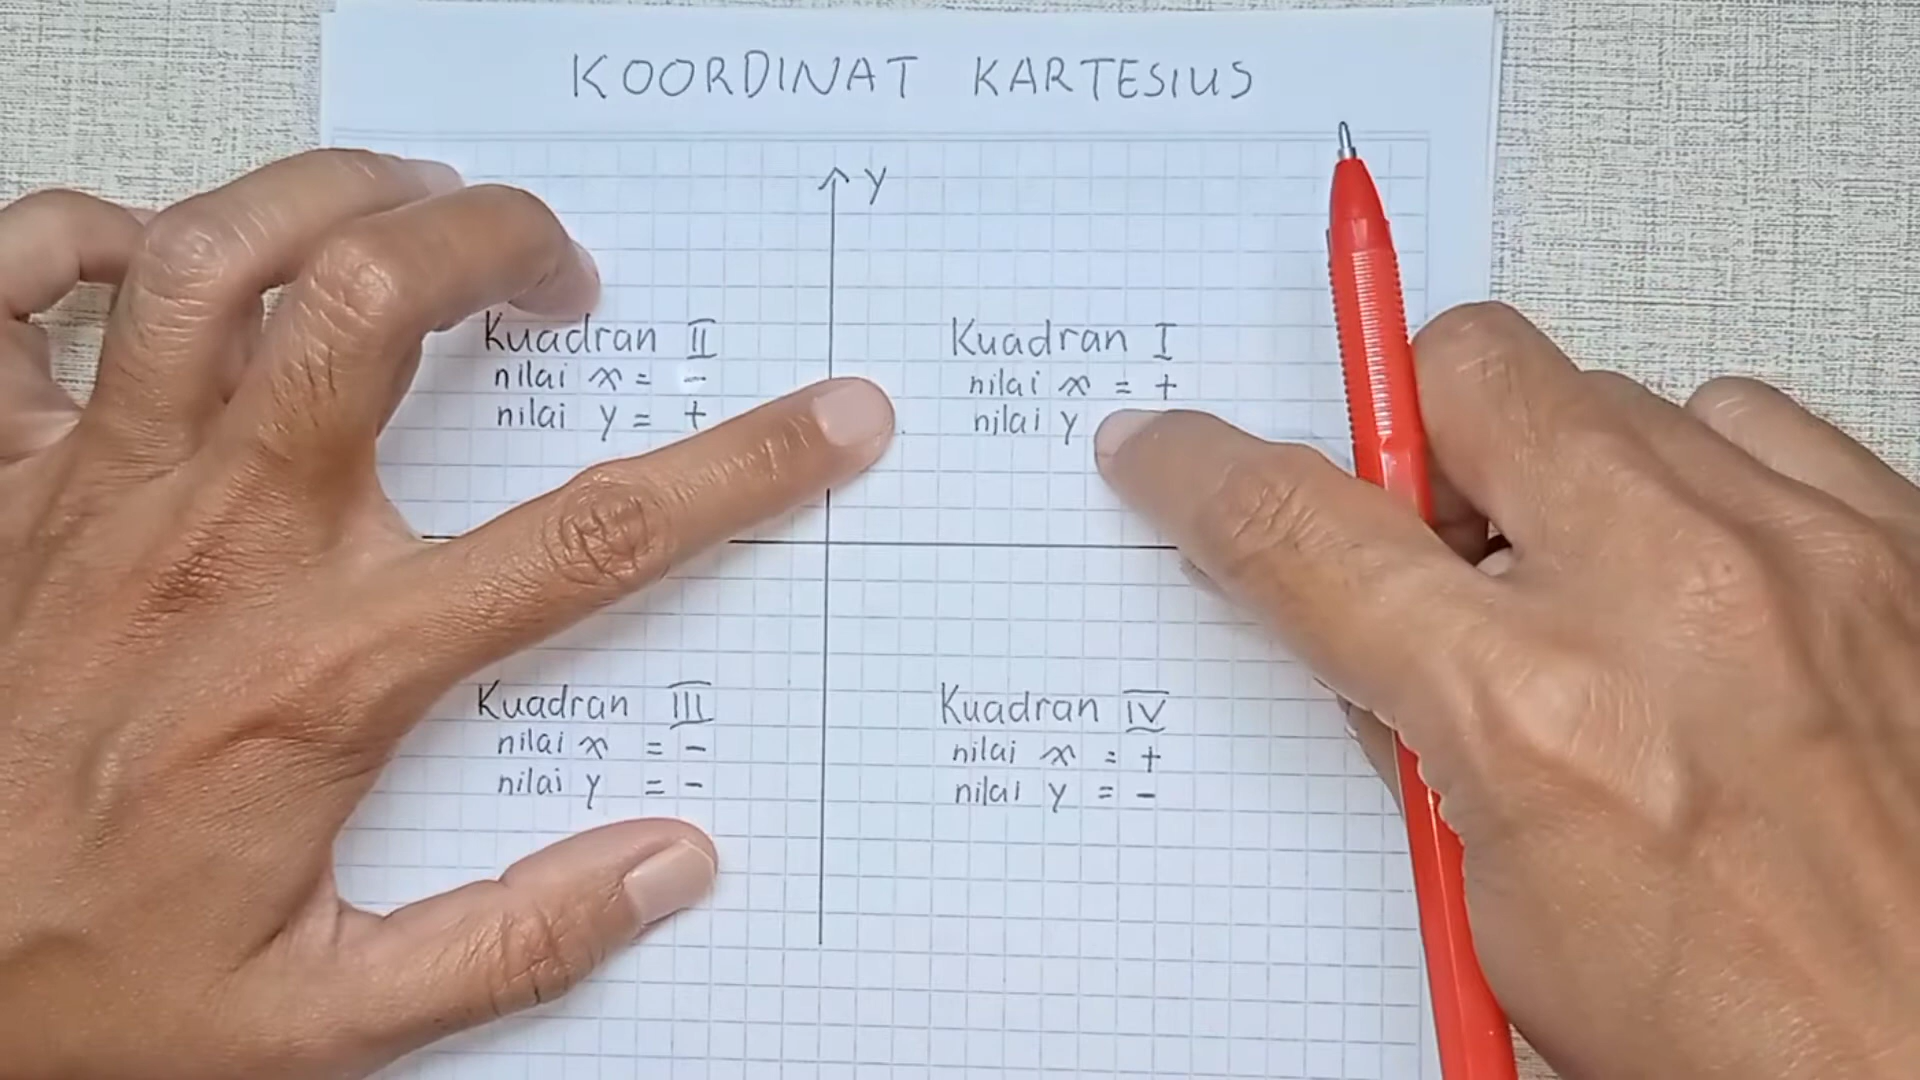 KOORDINAT KARTESIUS
Y
Kuadran II
nilai x = -
nilai y = +
Kuadran I
nilai x = +
nilai y
Kuadran III
nilai x = -
nilai y = -
Kuadran IV
nilai x = +
nilai y = -